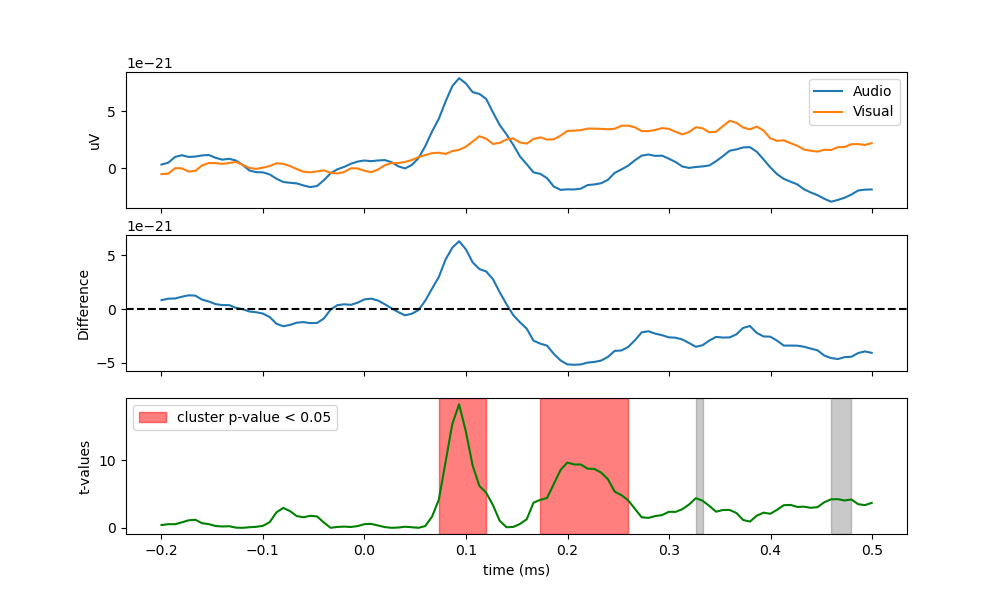 1e−21
5
0
uV
Audio
Visual
1e−21
5
0
−5
Difference
cluster p-value < 0.05
10
0
t-values
−0.2 −0.1 0.0 0.1 0.2 0.3 0.4 0.5
time (ms)